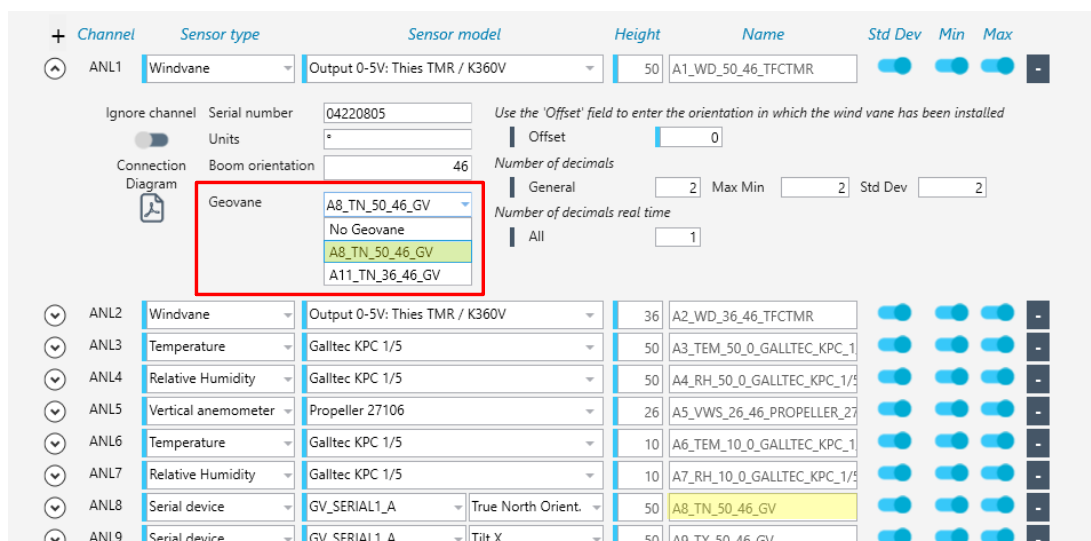 + Channel Sensor type Sensor model Height Name Std Dev Min Max
ANL1 Windvane Output 0-5V: Thies TMR / K360V 50 A1_WD_50_46_TFCTMR -
Ignore channel Serial number 04220805 Use the 'Offset' field to enter the orientation in which the wind vane has been installed
Units ° Offset 0
Connection Boom orientation 46 Number of decimals
Diagram General 2 Max Min 2 Std Dev 2
Geovane A8_TN_50_46_GV Number of decimals real time
No Geovane All 1
A8_TN_50_46_GV
A11_TN_36_46_GV
ANL2 Windvane Output 0-5V: Thies TMR / K360V 36 A2_WD_36_46_TFCTMR -
ANL3 Temperature Galltec KPC 1/5 50 A3_TEM_50_0_GALLTEC_KPC_1 -
ANL4 Relative Humidity Galltec KPC 1/5 50 A4_RH_50_0_GALLTEC_KPC_1/5 -
ANL5 Vertical anemometer Propeller 27106 26 A5_VWS_26_46_PROPELLER_27 -
ANL6 Temperature Galltec KPC 1/5 10 A6_TEM_10_0_GALLTEC_KPC_1 -
ANL7 Relative Humidity Galltec KPC 1/5 10 A7_RH_10_0_GALLTEC_KPC_1/5 -
ANL8 Serial device GV_SERIAL1_A True North Orient. 50 A8_TN_50_46_GV -
ANL9 Serial device GV_SERIAL1_A Tilt X 50 A9_TX_50_46_GV